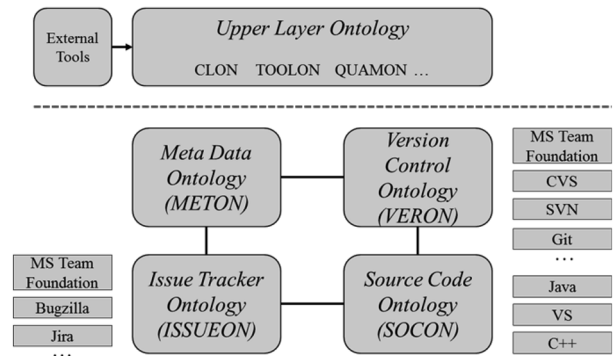 External
Tools
Upper Layer Ontology
CLON TOOLON QUAMON ...
Meta Data
Ontology
(METON)
Version
Control
Ontology
(VERON)
MS Team
Foundation
CVS
SVN
Git
...
MS Team
Foundation
Bugzilla
Jira
...
Issue Tracker
Ontology
(ISSUEON)
Source Code
Ontology
(SOCON)
Java
VS
C++